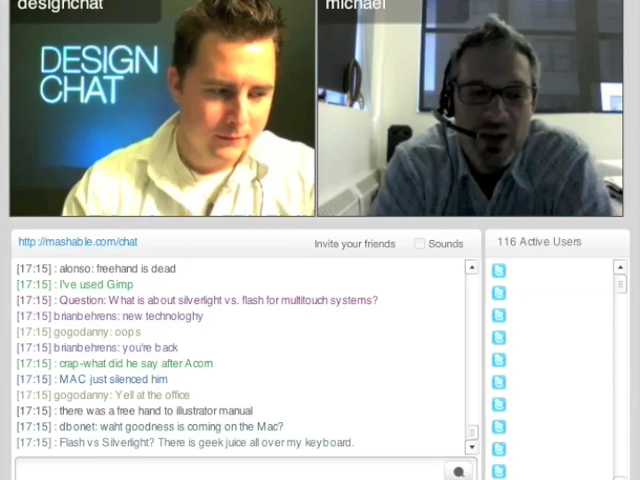 designchat
michael
DESIGN
CHAT
http://mashable.com/chat
Invite your friends
Sounds
116 Active Users
[17:15] : alonso: freehand is dead
[17:15] : I've used Gimp
[17:15] : Question: What is about silverlight vs. flash for multitouch systems?
[17:15] brianbehrens: new technologhy
[17:15] gogodanny: oops
[17:15] brianbehrens: you're back
[17:15] : crap-what did he say after Acorn
[17:15] : MAC just silenced him
[17:15] gogodanny: Yell at the office
[17:15] : there was a free hand to illustrator manual
[17:15] : dbonet: waht goodness is coming on the Mac?
[17:15] : Flash vs Silverlight? There is geek juice all over my keyboard.